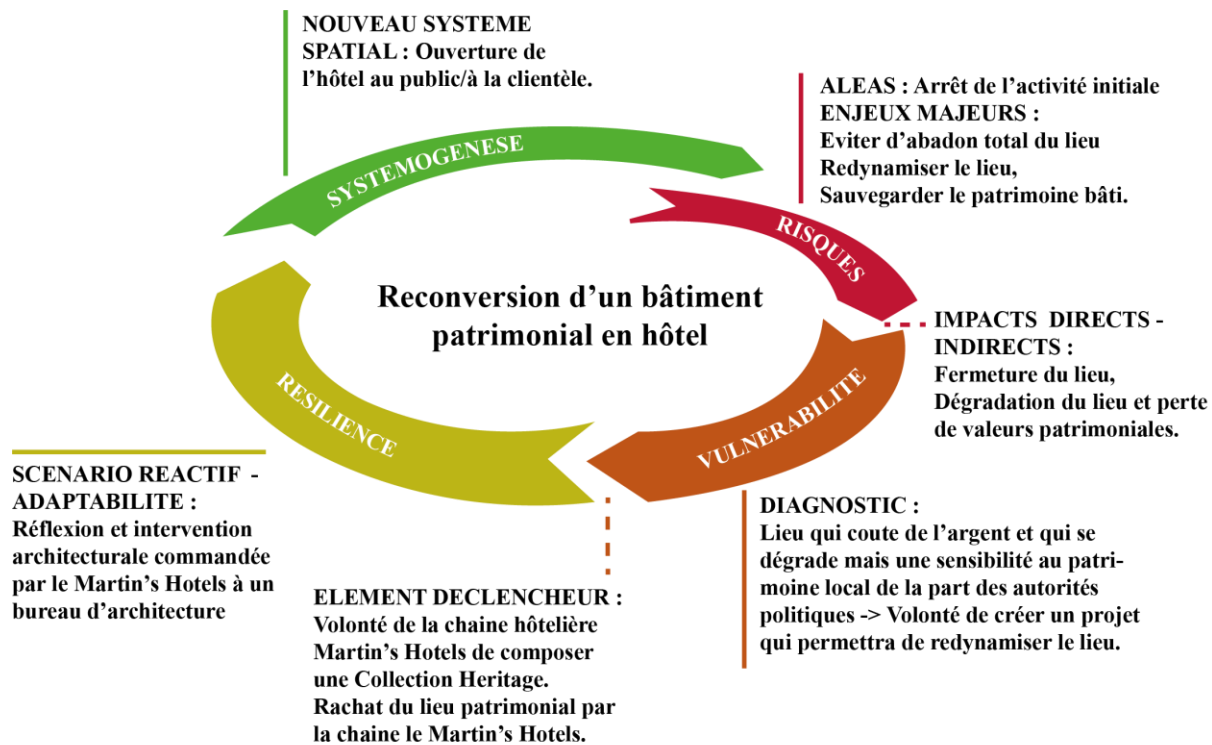 NOUVEAU SYSTEME
SPATIAL : Ouverture de
l'hôtel au public/à la clientèle.
SYSTEMOGENESE
ALEAS : Arrêt de l'activité initiale
ENJEUX MAJEURS :
Eviter d'abadon total du lieu
Redynamiser le lieu,
Sauvegarder le patrimoine bâti.
RISQUES
Reconversion d'un bâtiment
patrimonial en hôtel
IMPACTS DIRECTS -
INDIRECTS :
Fermeture du lieu,
Dégradation du lieu et perte
de valeurs patrimoniales.
VULNERABILITE
RESILIENCE
SCENARIO REACTIF -
ADAPTABILITE :
Réflexion et intervention
architecturale commandée
par le Martin's Hotels à un
bureau d'architecture
ELEMENT DECLENCHEUR :
Volonté de la chaine hôtelière
Martin's Hotels de composer
une Collection Heritage.
Rachat du lieu patrimonial par
la chaine le Martin's Hotels.
DIAGNOSTIC :
Lieu qui coute de l'argent et qui se
dégrade mais une sensibilité au patri-
moine local de la part des autorités
politiques -> Volonté de créer un projet
qui permettra de redynamiser le lieu.